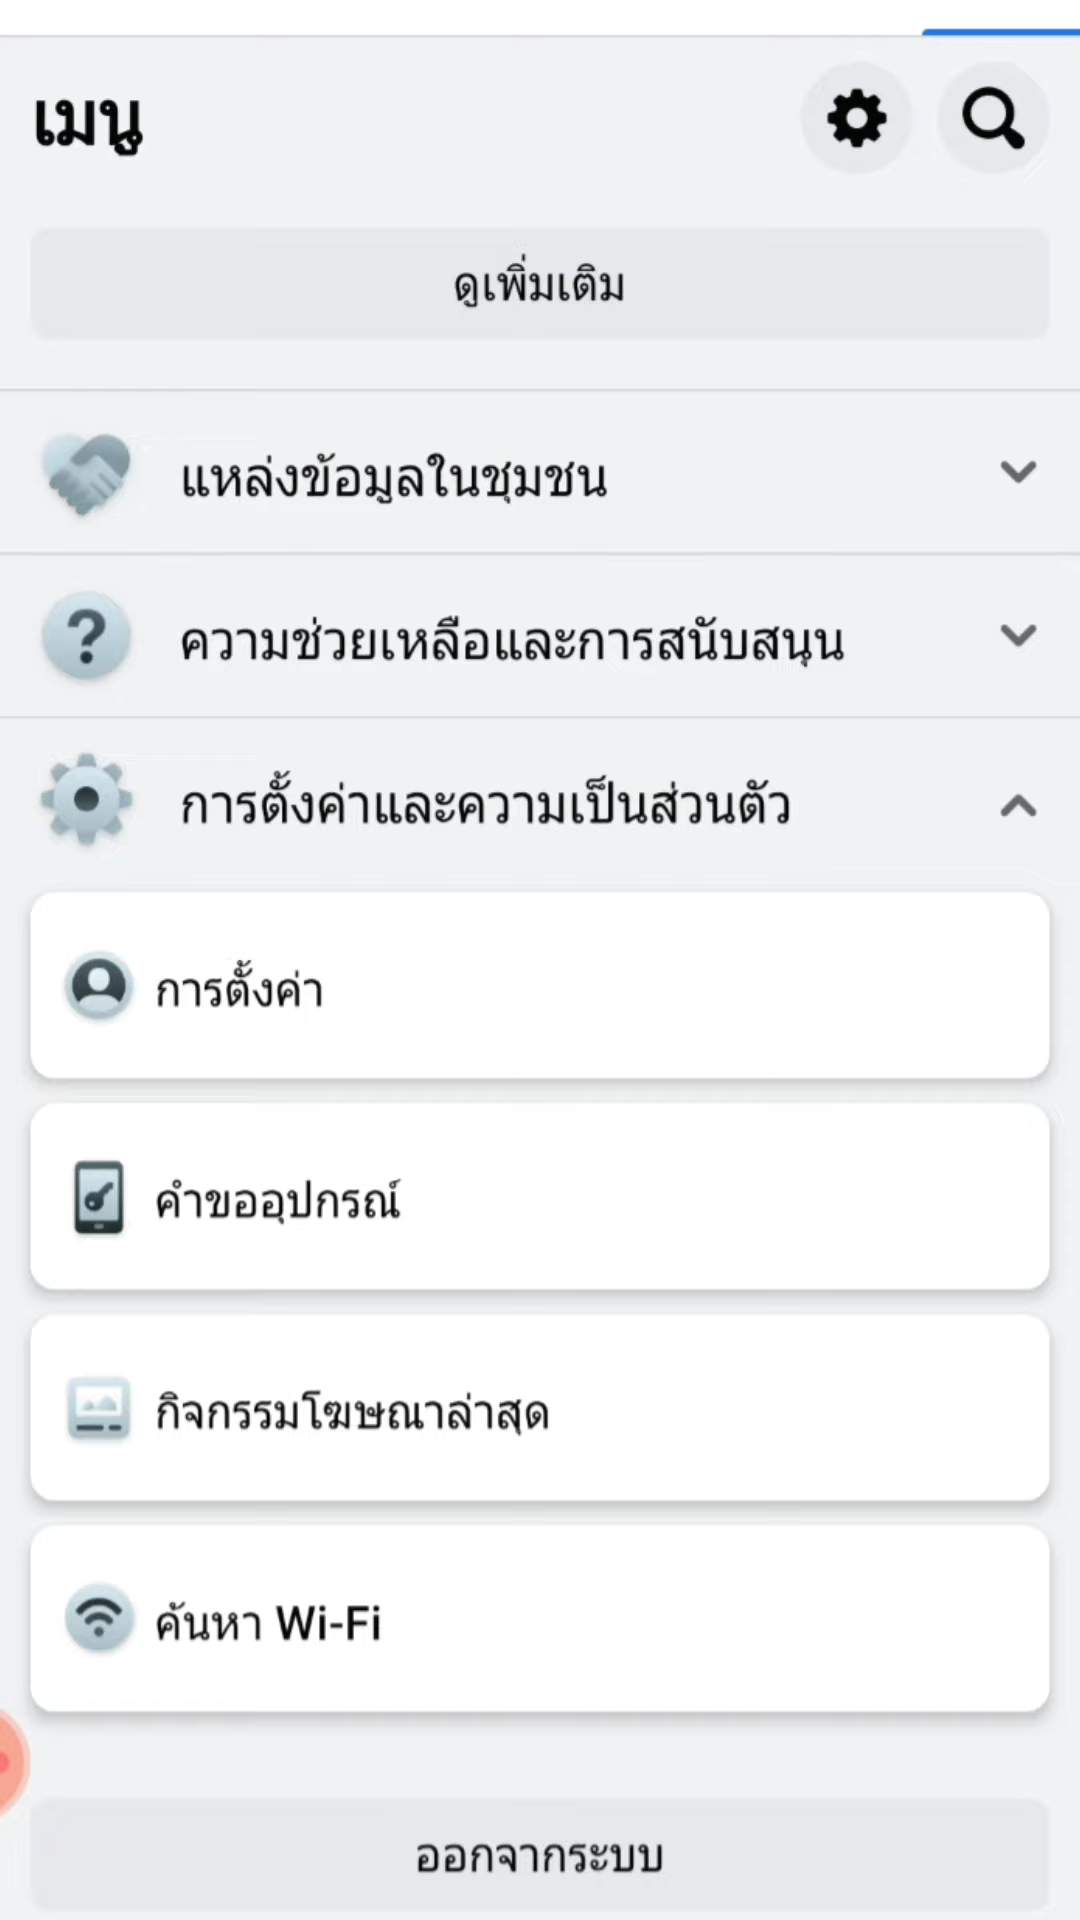 เมนู
ดูเพิ่มเติม
แหล่งข้อมูลในชุมชน
ความช่วยเหลือและการสนับสนุน
การตั้งค่าและความเป็นส่วนตัว
การตั้งค่า
คำขออุปกรณ์
กิจกรรมโฆษณาล่าสุด
ค้นหา Wi-Fi
ออกจากระบบ